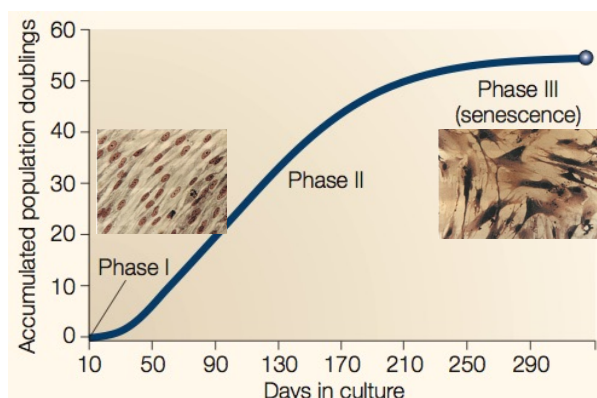 Accumulated population doublings
60
50
40
30
20
10
0
Phase I
Phase II
Phase III
(senescence)
10 50 90 130 170 210 250 290
Days in culture